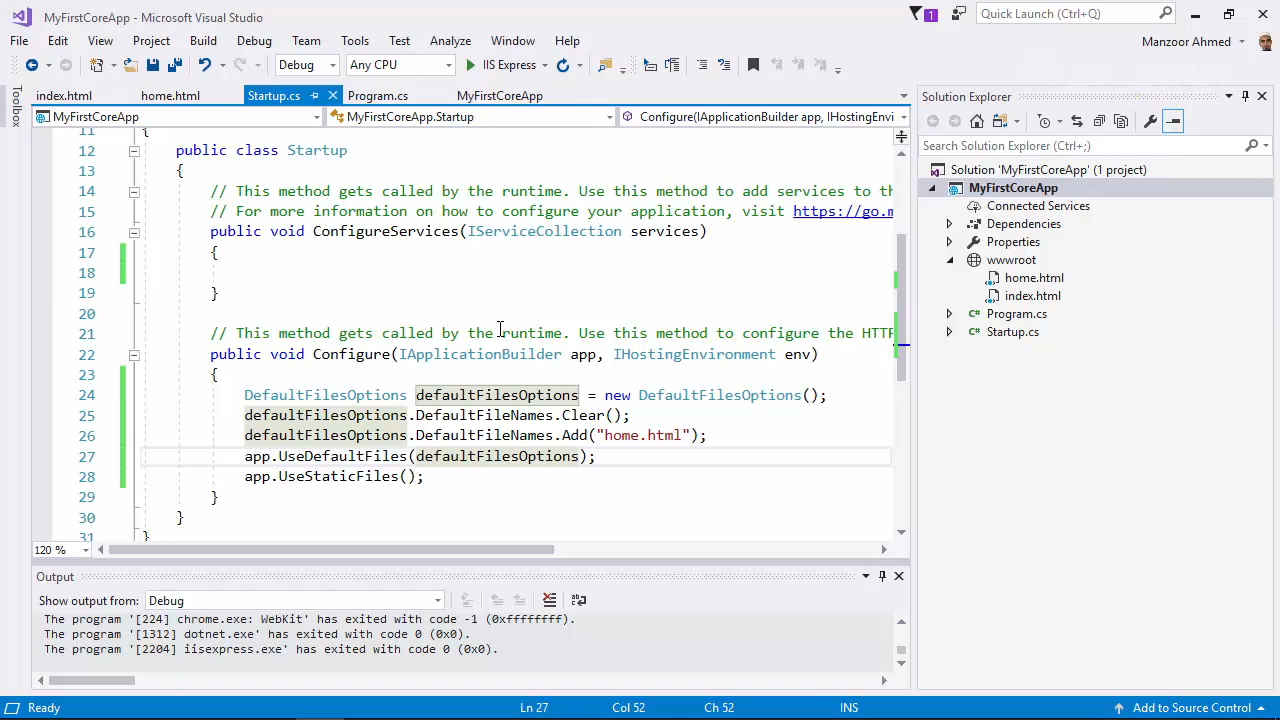 MyFirstCoreApp - Microsoft Visual Studio
1
Quick Launch (Ctrl+Q)
File Edit View Project Build Debug Team Tools Test Analyze Window Help
Manzoor Ahmed
Debug Any CPU IIS Express
Toolbox
index.html home.html Startup.cs Program.cs MyFirstCoreApp
MyFirstCoreApp MyFirstCoreApp.Startup Configure(IApplicationBuilder app, IHostingEnvi
11 {
12 public class Startup
13 {
14 // This method gets called by the runtime. Use this method to add services to th
15 // For more information on how to configure your application, visit https://go.m
16 public void ConfigureServices(IServiceCollection services)
17 {
18
19 }
20
21 // This method gets called by the runtime. Use this method to configure the HTTP
22 public void Configure(IApplicationBuilder app, IHostingEnvironment env)
23 {
24 DefaultFilesOptions defaultFilesOptions = new DefaultFilesOptions();
25 defaultFilesOptions.DefaultFileNames.Clear();
26 defaultFilesOptions.DefaultFileNames.Add("home.html");
27 app.UseDefaultFiles(defaultFilesOptions);
28 app.UseStaticFiles();
29 }
30 }
31 }
120 %
Output
Show output from: Debug
The program '[224] chrome.exe: WebKit' has exited with code -1 (0xffffffff).
The program '[1312] dotnet.exe' has exited with code 0 (0x0).
The program '[2204] iisexpress.exe' has exited with code 0 (0x0).
Solution Explorer
Search Solution Explorer (Ctrl+;)
Solution 'MyFirstCoreApp' (1 project)
MyFirstCoreApp
Connected Services
Dependencies
Properties
wwwroot
home.html
index.html
Program.cs
Startup.cs
Ready Ln 27 Col 52 Ch 52 INS Add to Source Control